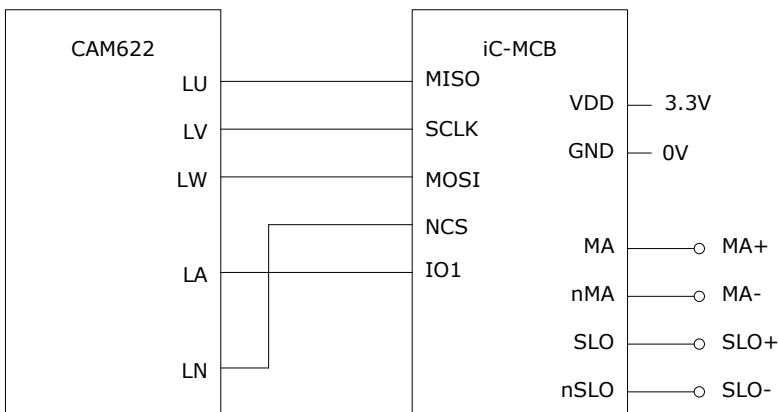 CAM622
LU
LV
LW
LA
LN
iC-MCB
MISO
SCLK
MOSI
NCS
IO1
VDD
3.3V
GND
0V
MA
MA+
nMA
MA-
SLO
SLO+
nSLO
SLO-